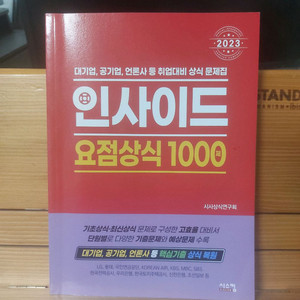 2023
대기업, 공기업, 언론사 등 취업대비 상식 문제집
인사이드
요점상식 1000제
시사상식연구회
기초상식·최신상식 문제로 구성한 고효율 대비서
단원별로 다양한 기출문제와 예상문제 수록
대기업, 공기업, 언론사 등 핵심기출 상식 복원
STAND